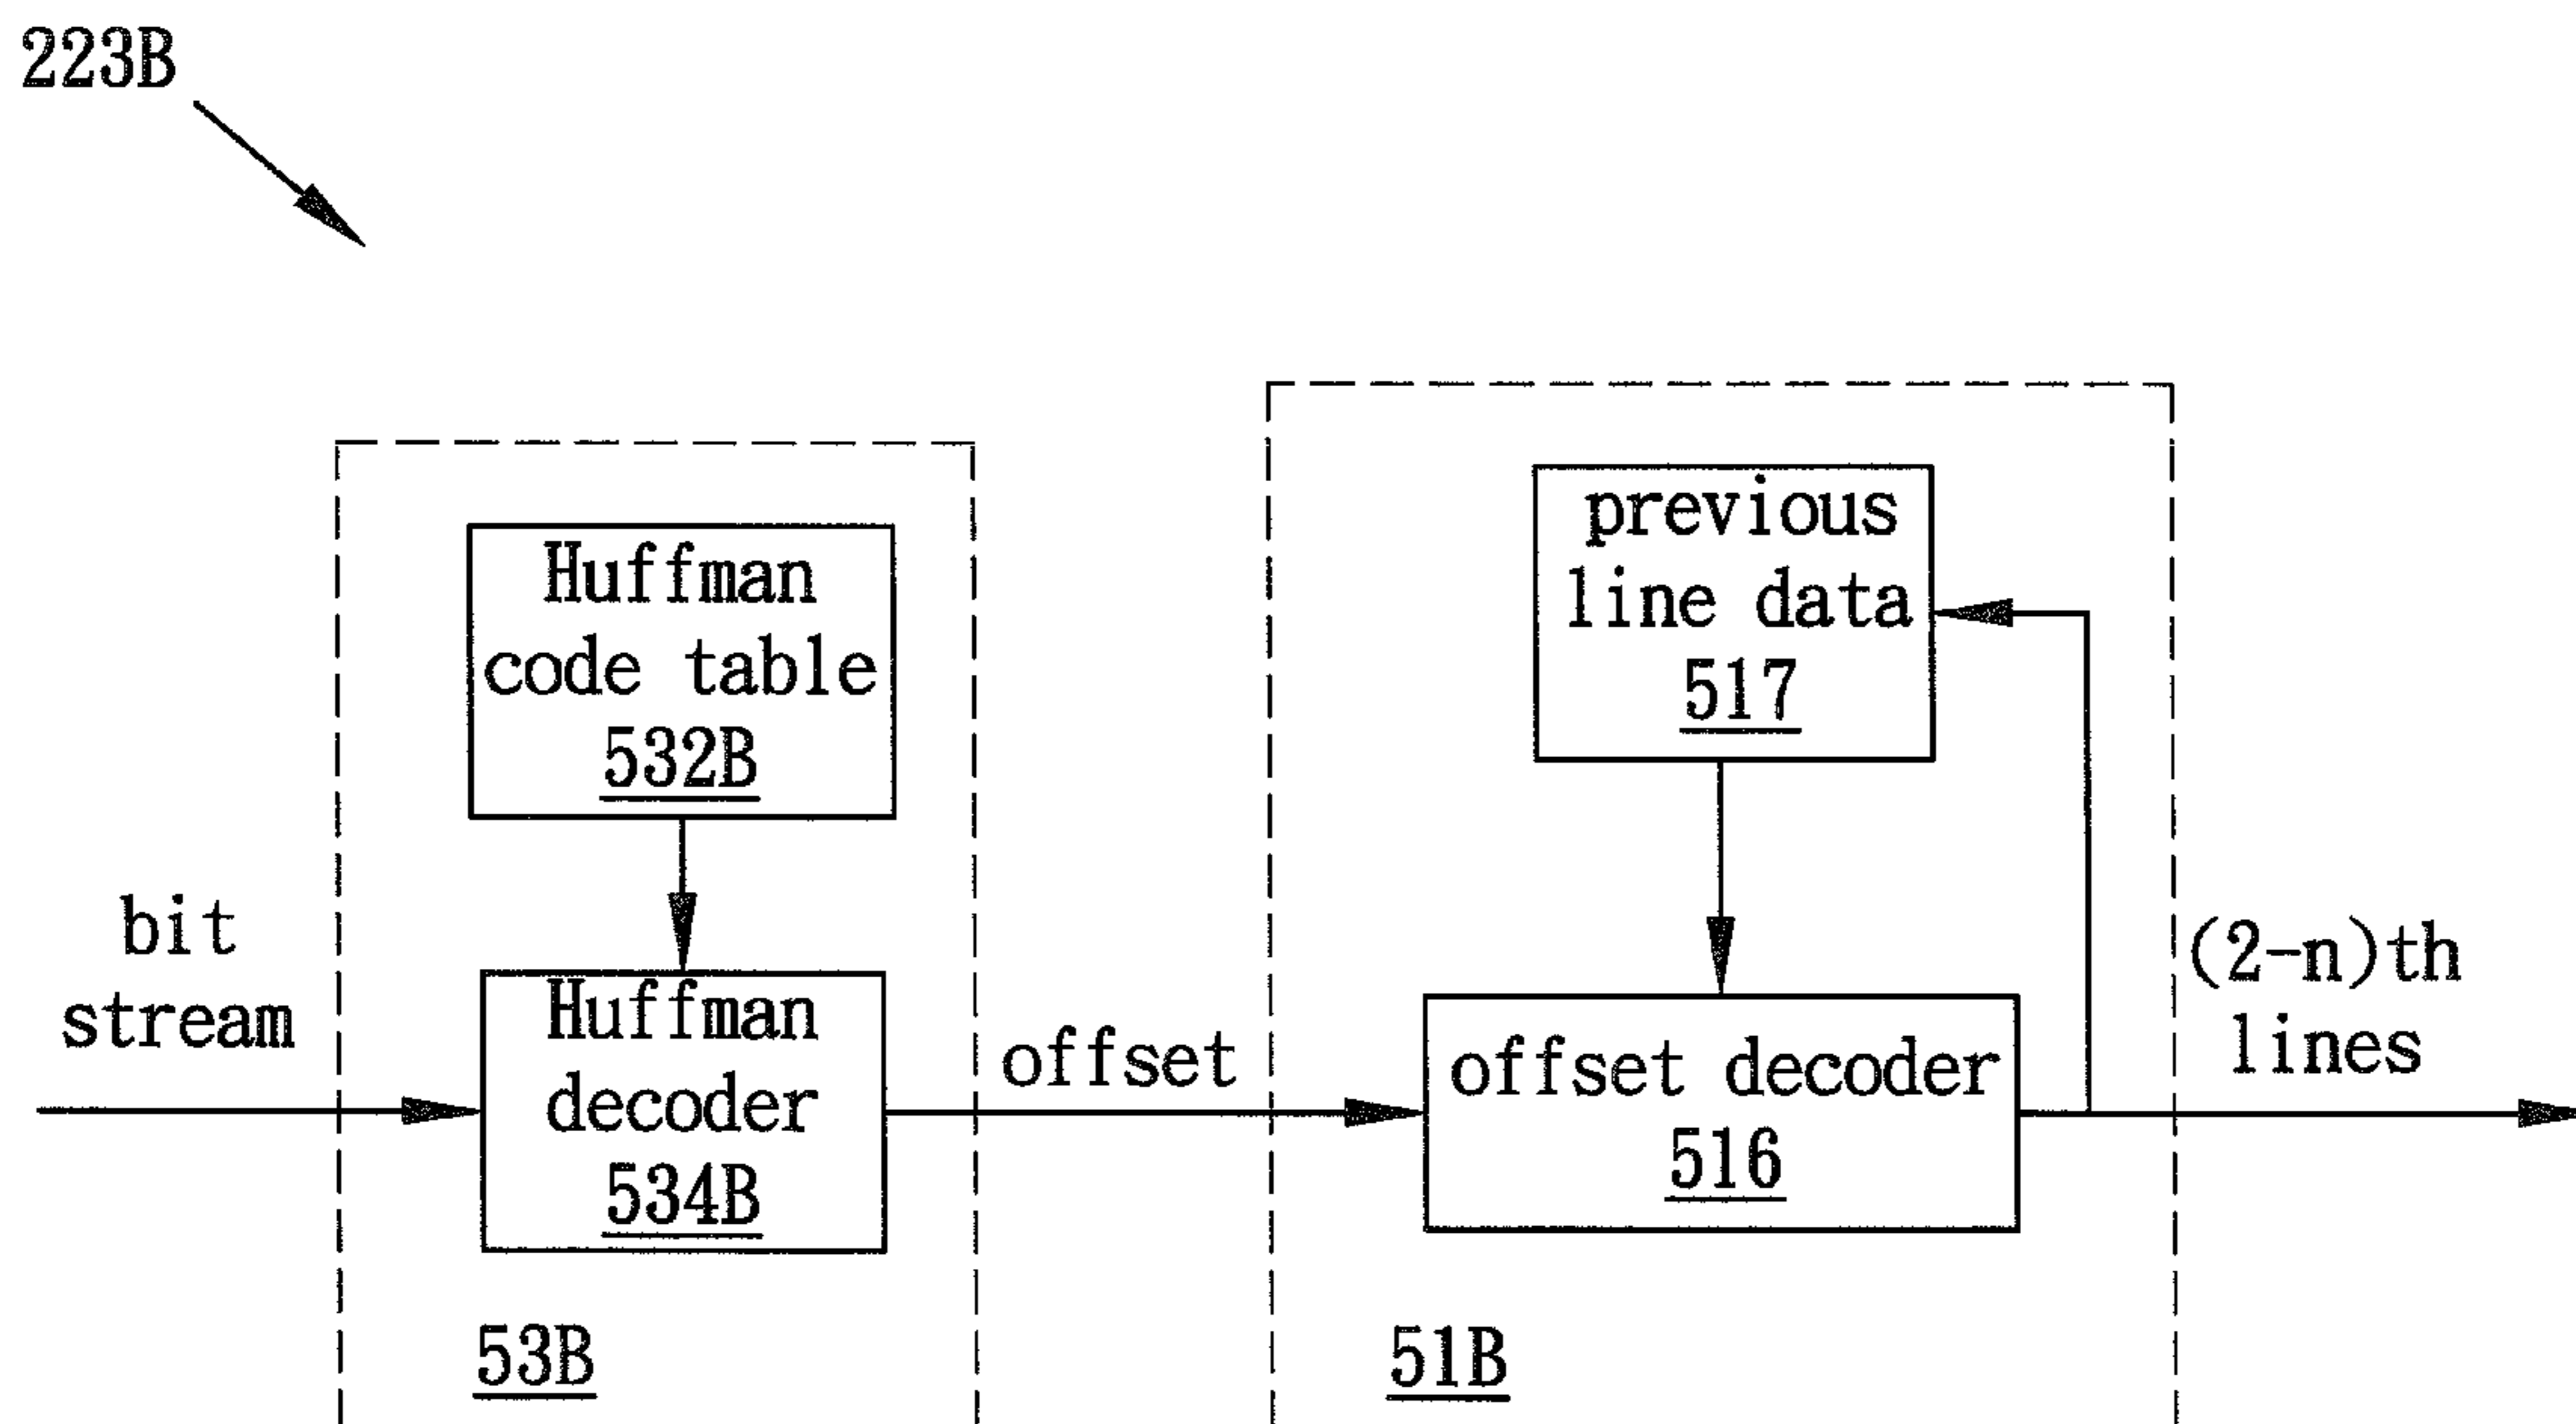 223B
Huffman
code table
532B
previous
line data
517
bit
stream
Huffman
decoder
534B
offset
offset decoder
516
(2-n)th
lines
53B
51B